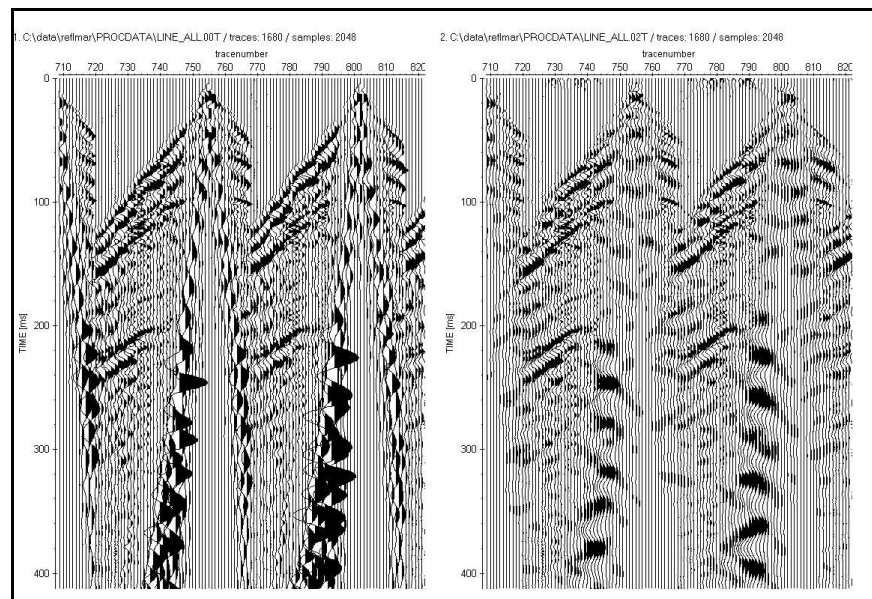 1. C:\data\reflmar\PROCDATA\LINE_ALL.00T / traces: 1680 / samples: 2048
tracenumber
710 720 730 740 750 760 770 780 790 800 810 820
0
100
200
300
400
TIME [ms]
2. C:\data\reflmar\PROCDATA\LINE_ALL.02T / traces: 1680 / samples: 2048
tracenumber
710 720 730 740 750 760 770 780 790 800 810 820
0
100
200
300
400
TIME [ms]